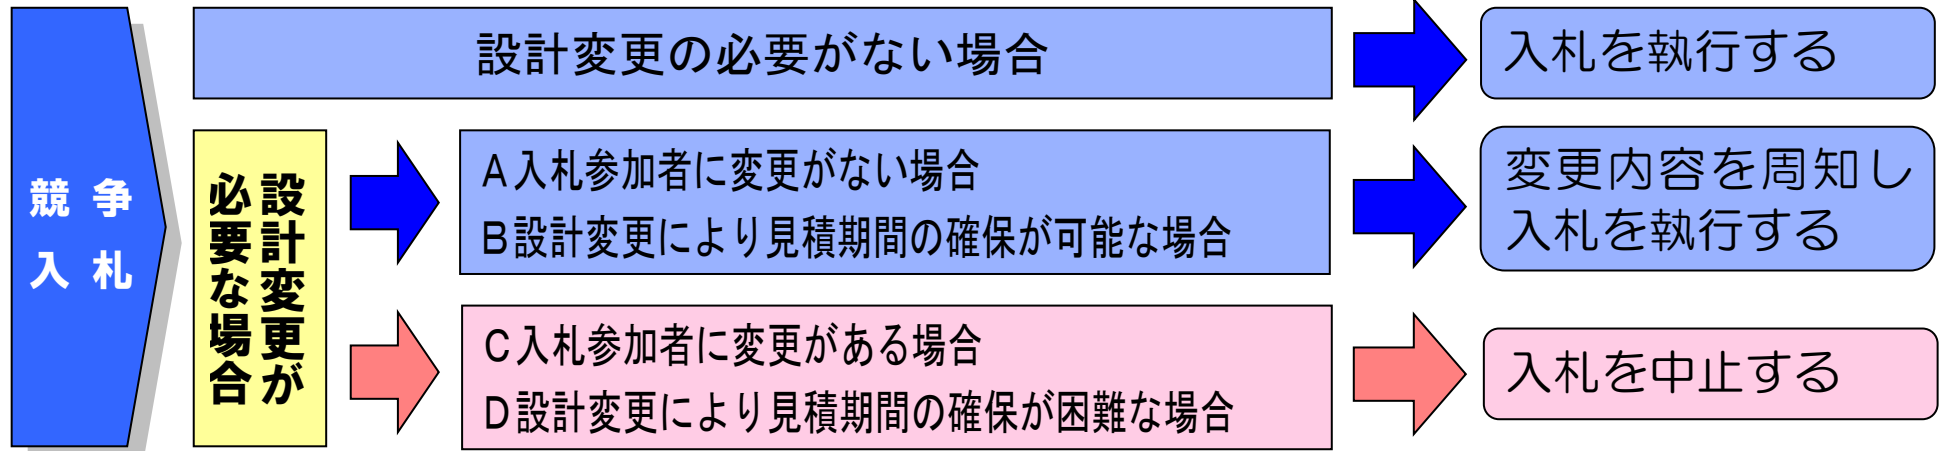 競争
入札
設計変更の必要がない場合
入札を執行する
設計変更が
必要な場合
A入札参加者に変更がない場合
B設計変更により見積期間の確保が可能な場合
変更内容を周知し
入札を執行する
C入札参加者に変更がある場合
D設計変更により見積期間の確保が困難な場合
入札を中止する